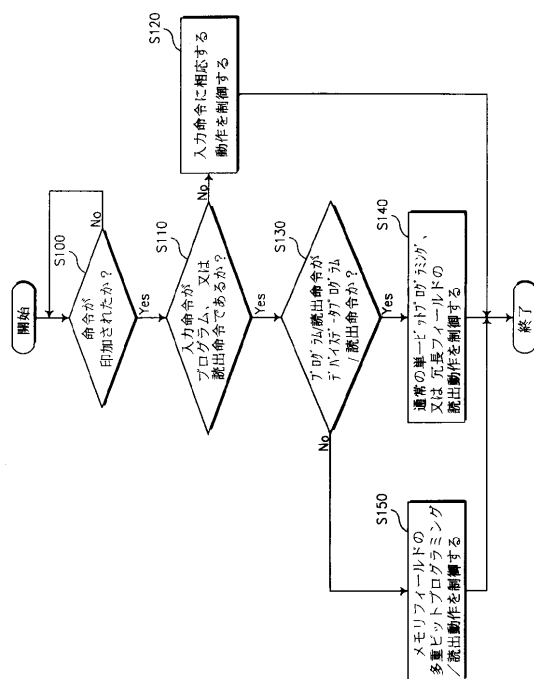 開始
S100
命令が
印加されたか?
No
Yes
S110
入力命令が
プログラム、又は
読出命令であるか?
No
S120
入力命令に相応する
動作を制御する
Yes
S130
プログラム/読出命令が
デバイスデータプログラム
/読出命令か?
No
Yes
S140
通常の単一ビットプログラミング、
又は 冗長フィールドの
読出動作を制御する
S150
メモリフィールドの
多重ビットプログラミング
/読出動作を制御する
終了